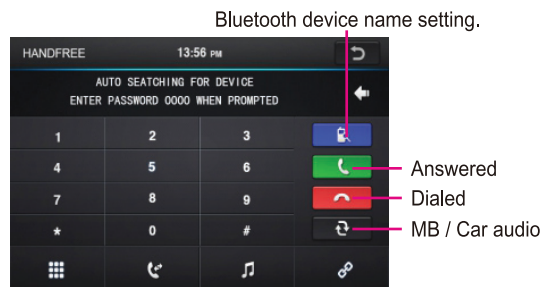 Bluetooth device name setting.
HANDFREE 13:56 PM
AUTO SEATCHING FOR DEVICE
ENTER PASSWORD 0000 WHEN PROMPTED
1 2 3
4 5 6 Answered
7 8 9 Dialed
* 0 # MB / Car audio